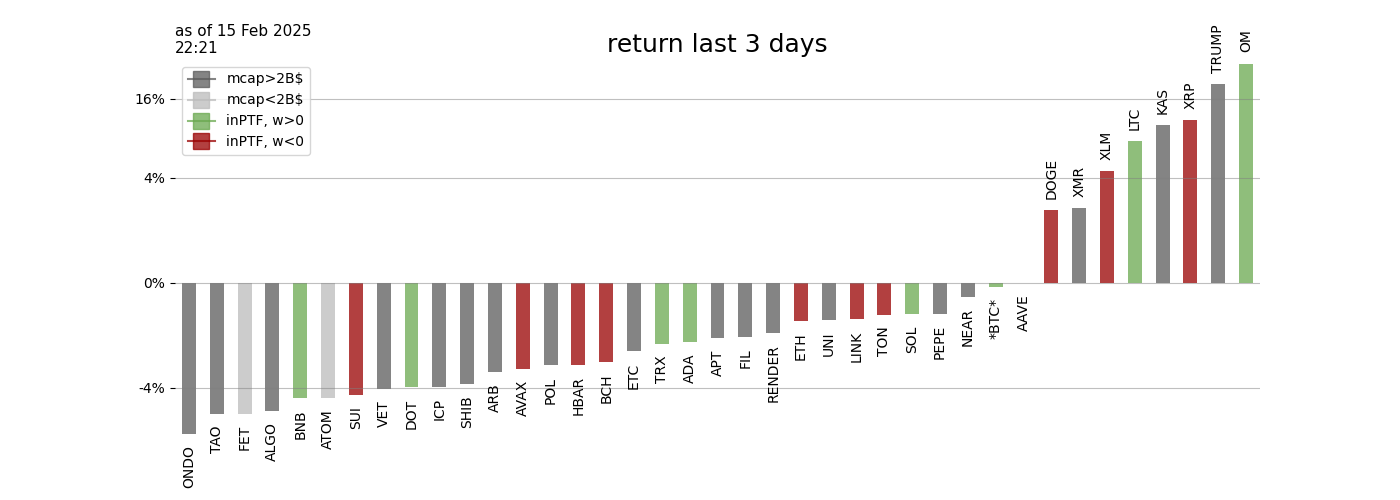 as of 15 Feb 2025
22:21
return last 3 days
mcap>2B$
mcap<2B$
inPTF, w>0
inPTF, w<0
16%
4%
0%
-4%
ONDO
TAO
FET
ALGO
BNB
ATOM
SUI
VET
DOT
ICP
SHIB
ARB
AVAX
POL
HBAR
BCH
ETC
TRX
ADA
APT
FIL
RENDER
ETH
UNI
LINK
TON
SOL
PEPE
NEAR
*BTC*
AAVE
DOGE
XMR
XLM
LTC
KAS
XRP
TRUMP
OM